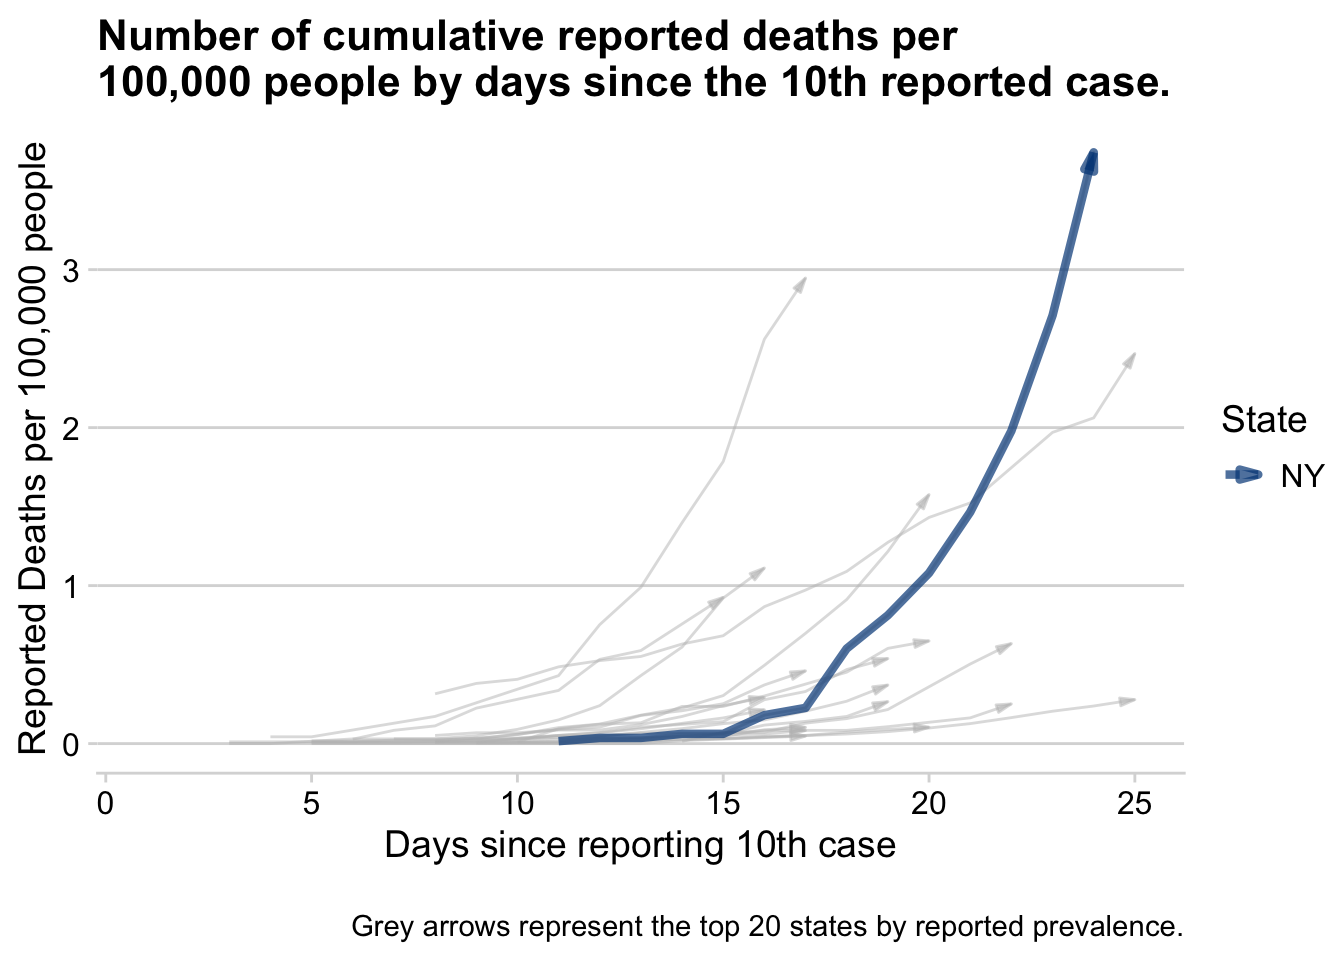 Number of cumulative reported deaths per
100,000 people by days since the 10th reported case.
Reported Deaths per 100,000 people
3
2
1
0
0 5 10 15 20 25
Days since reporting 10th case
State
NY
Grey arrows represent the top 20 states by reported prevalence.